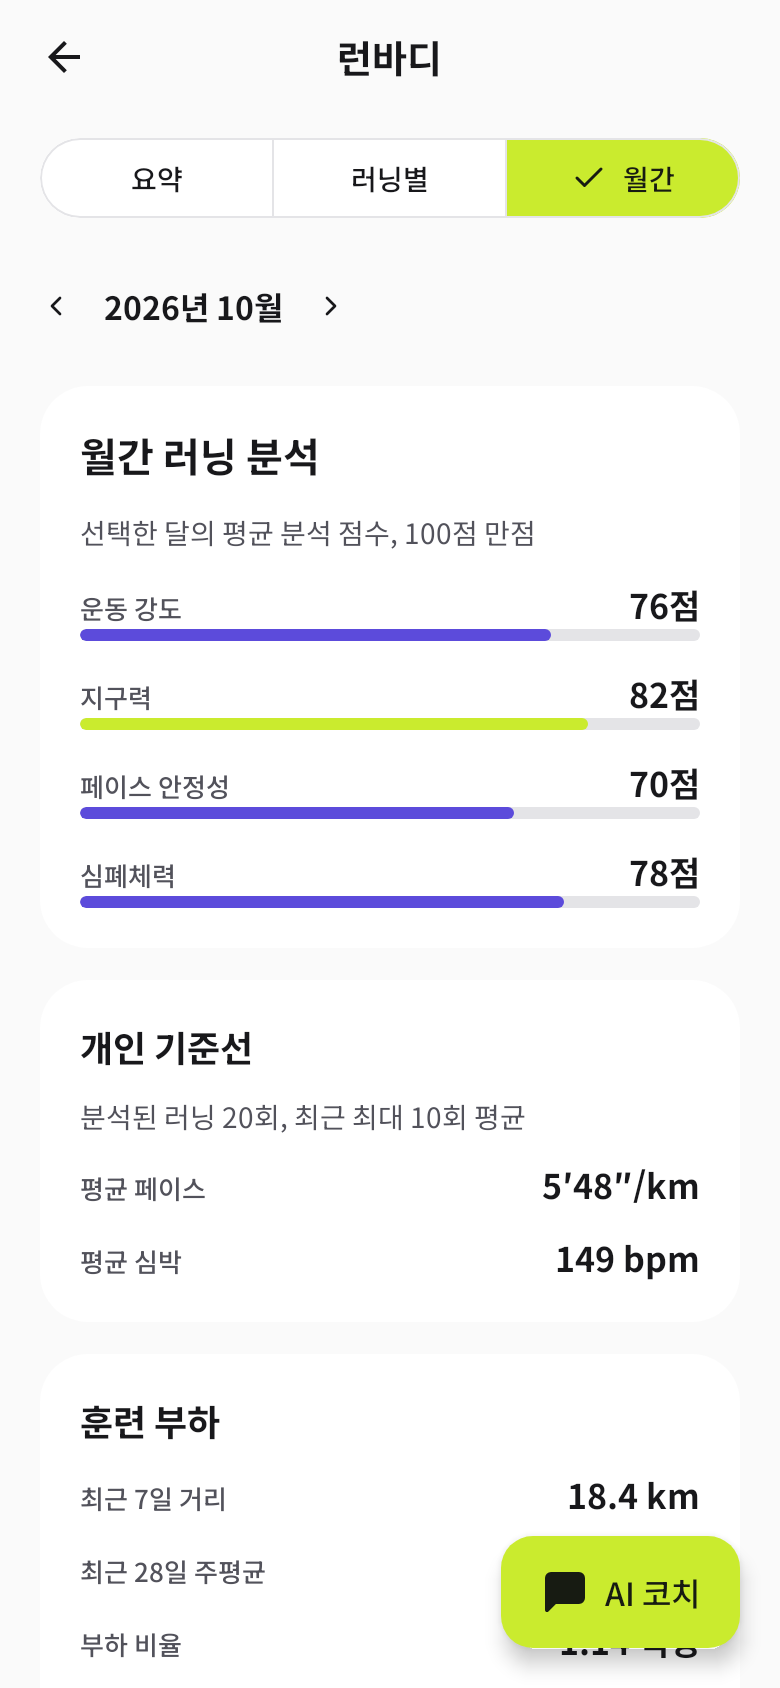 런바디
요약
러닝별
월간
2026년 10월
월간 러닝 분석
선택한 달의 평균 분석 점수, 100점 만점
운동 강도 76점
지구력 82점
페이스 안정성 70점
심폐체력 78점
개인 기준선
분석된 러닝 20회, 최근 최대 10회 평균
평균 페이스 5′48″/km
평균 심박 149 bpm
훈련 부하
최근 7일 거리 18.4 km
최근 28일 주평균
AI 코치
부하 비율